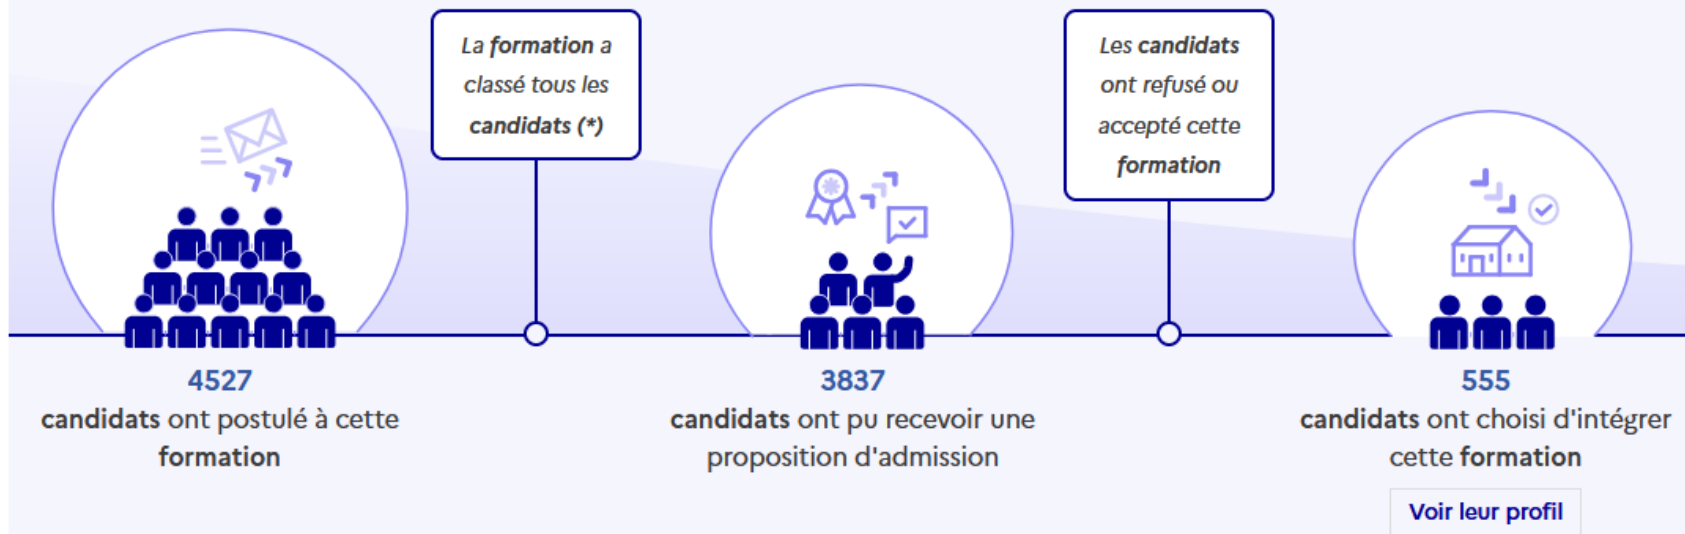 La formation a
classé tous les
candidats (*)
Les candidats
ont refusé ou
accepté cette
formation
4527
candidats ont postulé à cette
formation
3837
candidats ont pu recevoir une
proposition d'admission
555
candidats ont choisi d'intégrer
cette formation
Voir leur profil